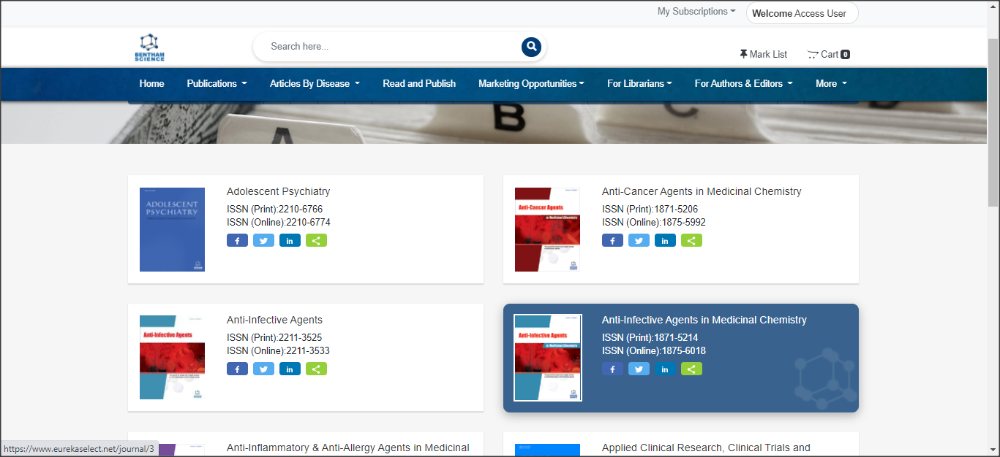 My Subscriptions
Welcome Access User
BENTHAM
SCIENCE
Search here...
Mark List
Cart 0
Home
Publications
Articles By Disease
Read and Publish
Marketing Opportunities
For Librarians
For Authors & Editors
More
A
B
C
D
ADOLESCENT
PSYCHIATRY
Adolescent Psychiatry
ISSN (Print):2210-6766
ISSN (Online):2210-6774
Anti-Cancer Agents
in Medicinal Chemistry
Anti-Cancer Agents in Medicinal Chemistry
ISSN (Print):1871-5206
ISSN (Online):1875-5992
Anti-Infective Agents
Anti-Infective Agents
ISSN (Print):2211-3525
ISSN (Online):2211-3533
Anti-Infective Agents
in Medicinal Chemistry
Anti-Infective Agents in Medicinal Chemistry
ISSN (Print):1871-5214
ISSN (Online):1875-6018
Anti-Inflammatory & Anti-Allergy Agents in Medicinal
Applied Clinical Research, Clinical Trials and
https://www.eurekaselect.net/journal/3